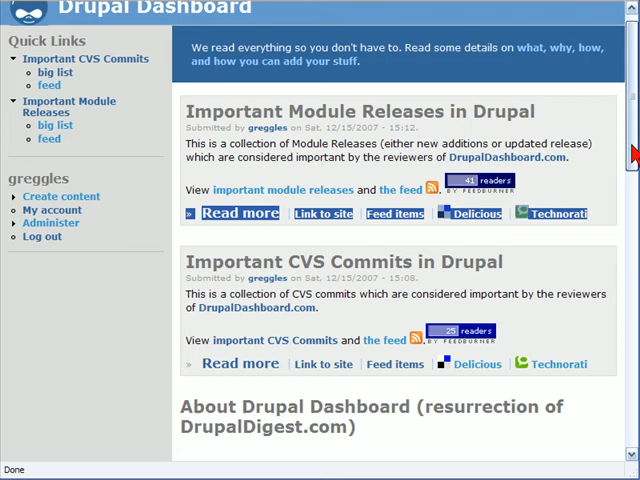 Drupal Dashboard
Quick Links
Important CVS Commits
big list
feed
Important Module
Releases
big list
feed
greggles
Create content
My account
Administer
Log out
We read everything so you don't have to. Read some details on what, why, how,
and how you can add your stuff.
Important Module Releases in Drupal
Submitted by greggles on Sat, 12/15/2007 - 15:12.
This is a collection of Module Releases (either new additions or updated release)
which are considered important by the reviewers of DrupalDashboard.com.
View important module releases and the feed 41 readers
BY FEEDBURNER
» Read more Link to site Feed items Delicious Technorati
Important CVS Commits in Drupal
Submitted by greggles on Sat, 12/15/2007 - 15:08.
This is a collection of CVS commits which are considered important by the reviewers
of DrupalDashboard.com.
View important CVS Commits and the feed 25 readers
BY FEEDBURNER
» Read more Link to site Feed items Delicious Technorati
About Drupal Dashboard (resurrection of
DrupalDigest.com)
Done